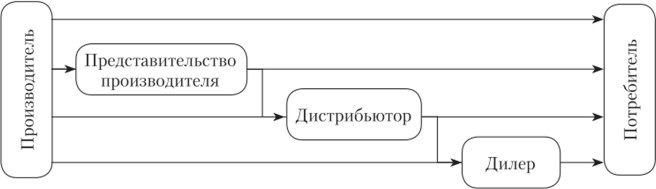 Производитель
Представительство
производителя
Дистрибьютор
Дилер
Потребитель